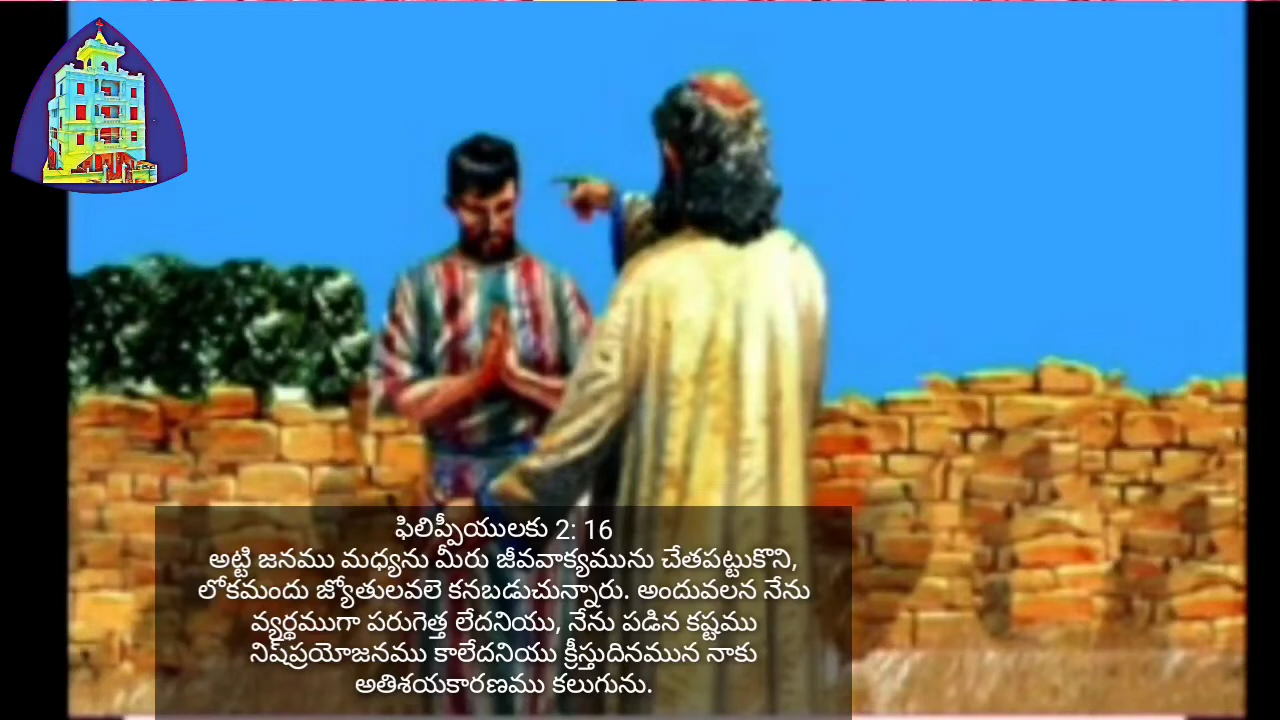 ఫిలిప్పీయులకు 2: 16
అట్టి జనము మధ్యను మీరు జీవవాక్యమును చేతపట్టుకొని,
లోకమందు జ్యోతులవలె కనబడుచున్నారు. అందువలన నేను
వ్యర్థముగా పరుగెత్త లేదనియు, నేను పడిన కష్టము
నిష్‌ప్రయోజనము కాలేదనియు క్రీస్తుదినమున నాకు
అతిశయకారణము కలుగును.